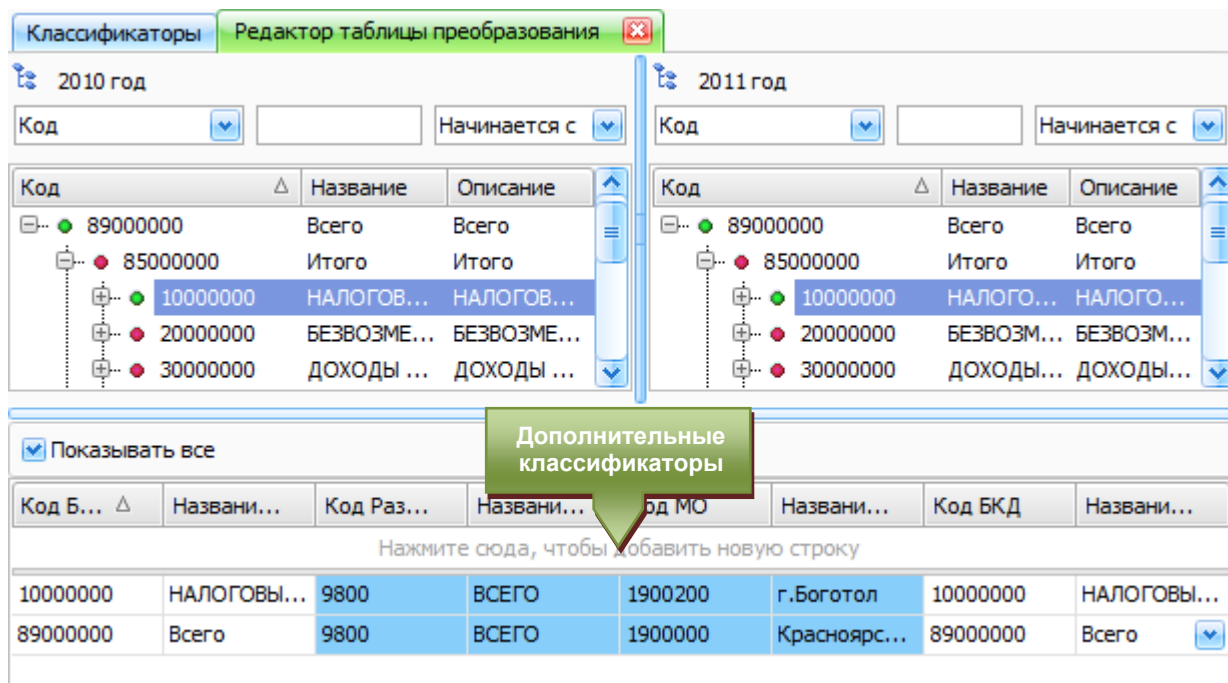 Классификаторы Редактор таблицы преобразования
2010 год 2011 год
Код Начинается с Код Начинается с
Код Название Описание Код Название Описание
89000000 Всего Всего 89000000 Всего Всего
85000000 Итого Итого 85000000 Итого Итого
10000000 НАЛОГОВ... НАЛОГОВ... 10000000 НАЛОГО... НАЛОГО...
20000000 БЕЗВОЗМЕ... БЕЗВОЗМЕ... 20000000 БЕЗВОЗМ... БЕЗВОЗМ...
30000000 ДОХОДЫ ... ДОХОДЫ ... 30000000 ДОХОДЫ... ДОХОДЫ...
Дополнительные
классификаторы
Показывать все
Код Б... Названи... Код Раз... Названи... Код МО Названи... Код БКД Названи...
Нажмите сюда, чтобы добавить новую строку
10000000 НАЛОГОВЫ... 9800 ВСЕГО 1900200 г.Боготол 10000000 НАЛОГОВЫ...
89000000 Всего 9800 ВСЕГО 1900000 Красноярс... 89000000 Всего